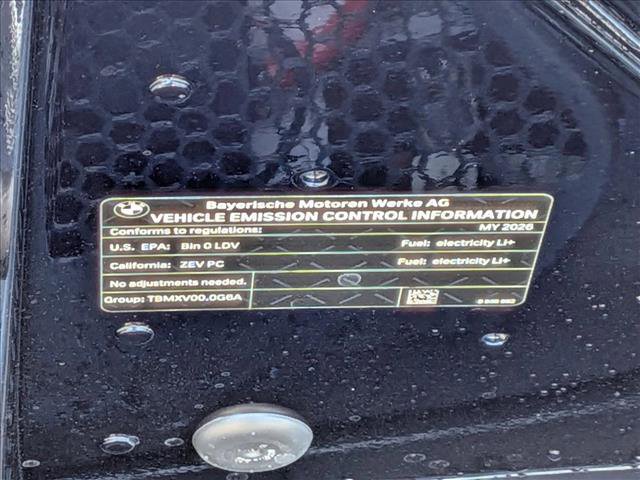 Bayerische Motoren Werke AG
VEHICLE EMISSION CONTROL INFORMATION
Conforms to regulations: MY 2026
U.S. EPA: Bin 0 LDV Fuel: electricity Li+
California: ZEV PC Fuel: electricity Li+
No adjustments needed.
Group: TBMXV00.0G6A